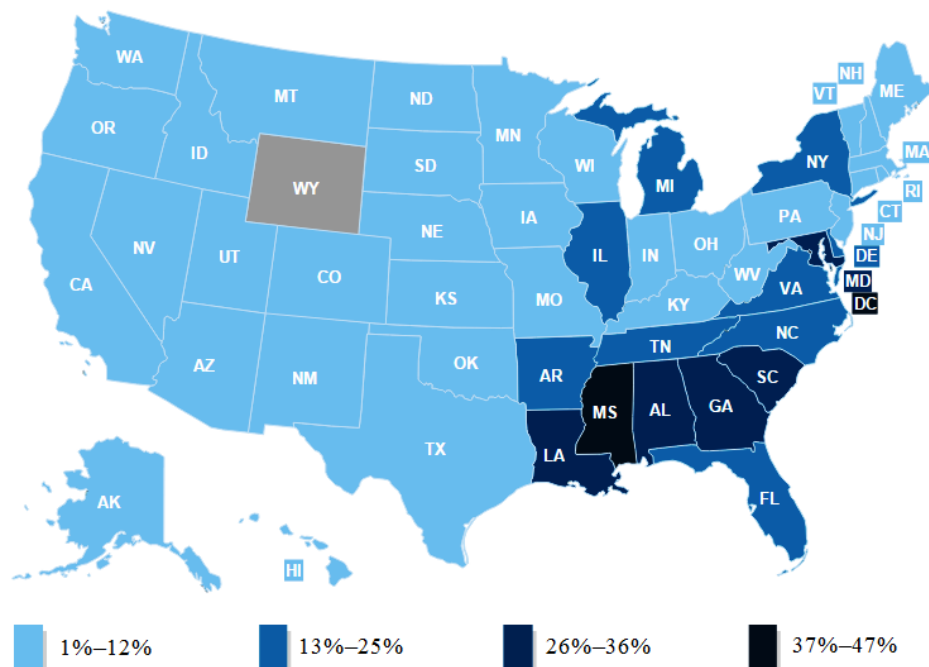 WA
MT
ND
MN
NH
VT
ME
OR
ID
SD
WI
MI
NY
MA
WY
RI
IA
PA
CT
NE
NJ
NV
UT
IL
IN
OH
DE
CO
WV
CA
MD
KS
MO
KY
VA
DC
NC
TN
AZ
NM
OK
AR
SC
MS
AL
GA
TX
LA
AK
FL
HI
1%–12% 13%–25% 26%–36% 37%–47%